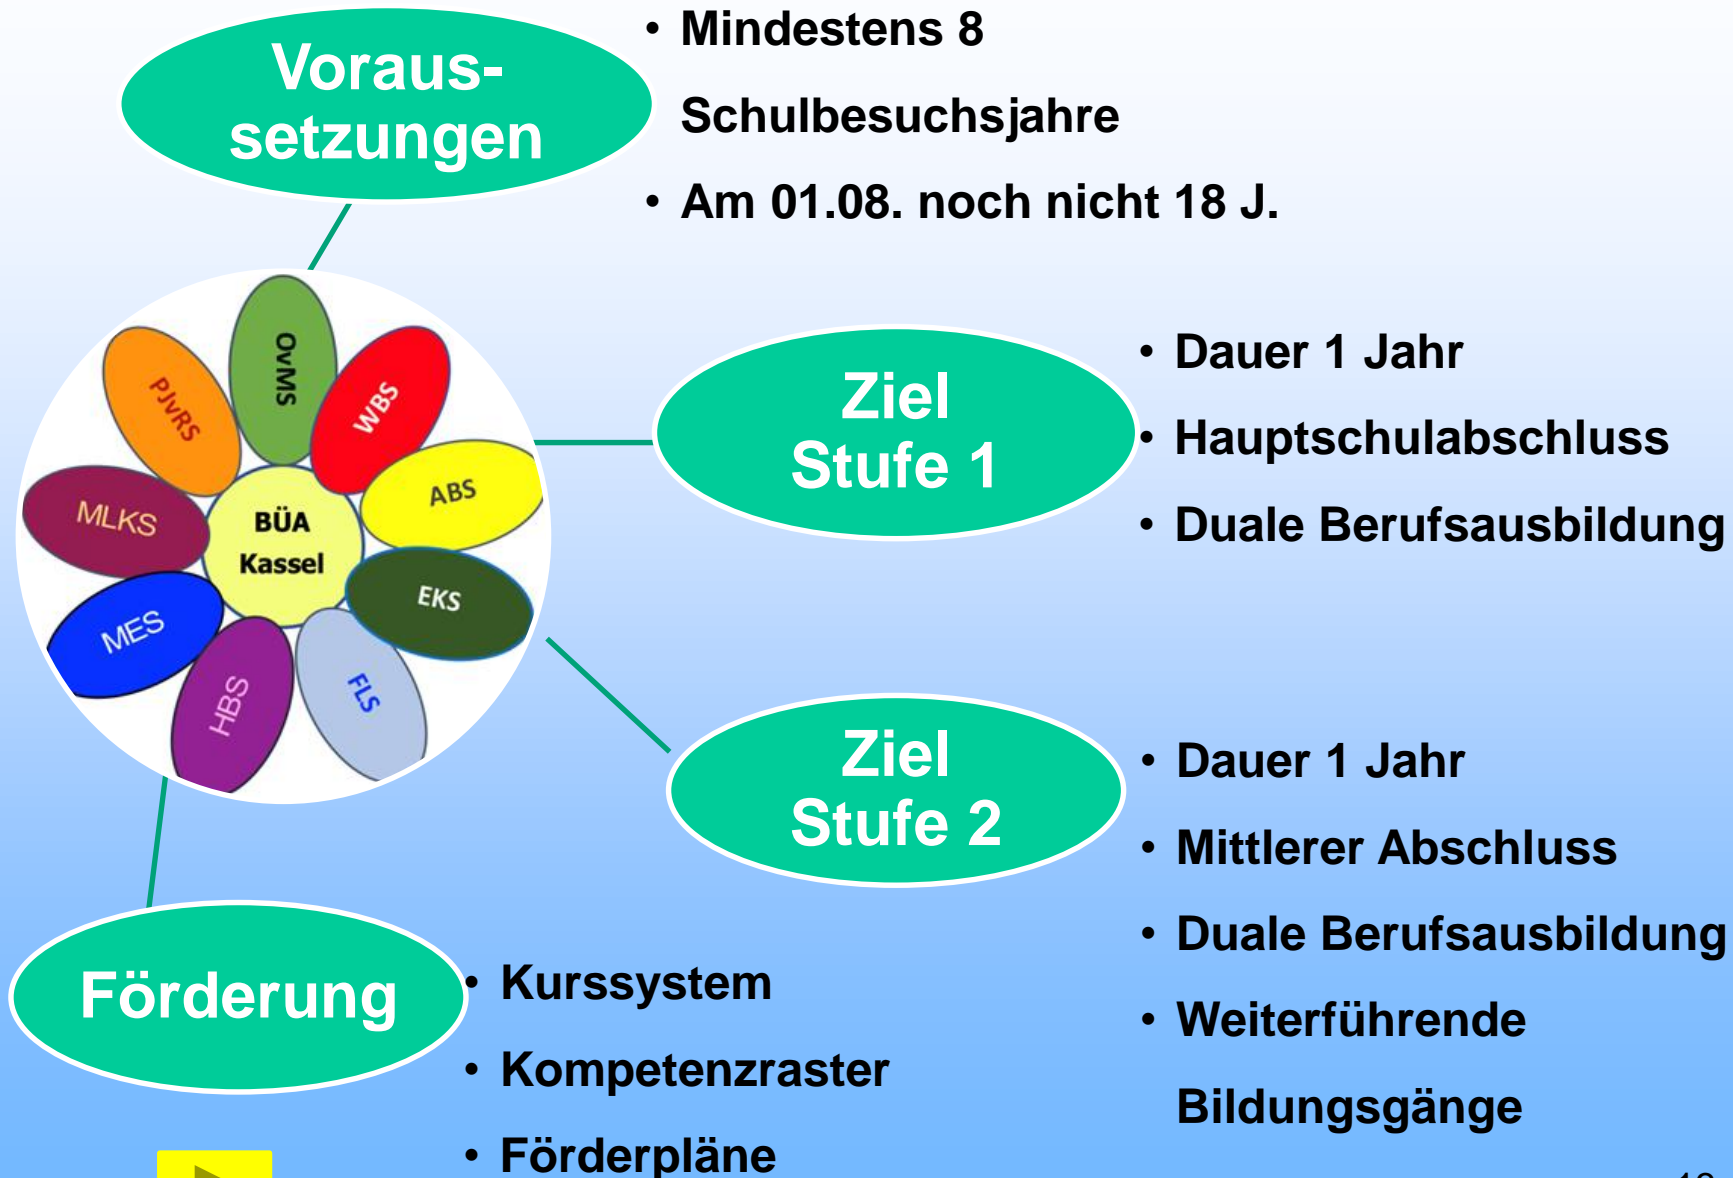 Voraus-
setzungen
• Mindestens 8
Schulbesuchsjahre
• Am 01.08. noch nicht 18 J.
OvMS
WBS
ABS
EKS
FLS
HBS
MES
MLKS
PJvRS
BÜA
Kassel
Ziel
Stufe 1
• Dauer 1 Jahr
• Hauptschulabschluss
• Duale Berufsausbildung
Ziel
Stufe 2
• Dauer 1 Jahr
• Mittlerer Abschluss
• Duale Berufsausbildung
• Weiterführende
Bildungsgänge
Förderung
• Kurssystem
• Kompetenzraster
• Förderpläne